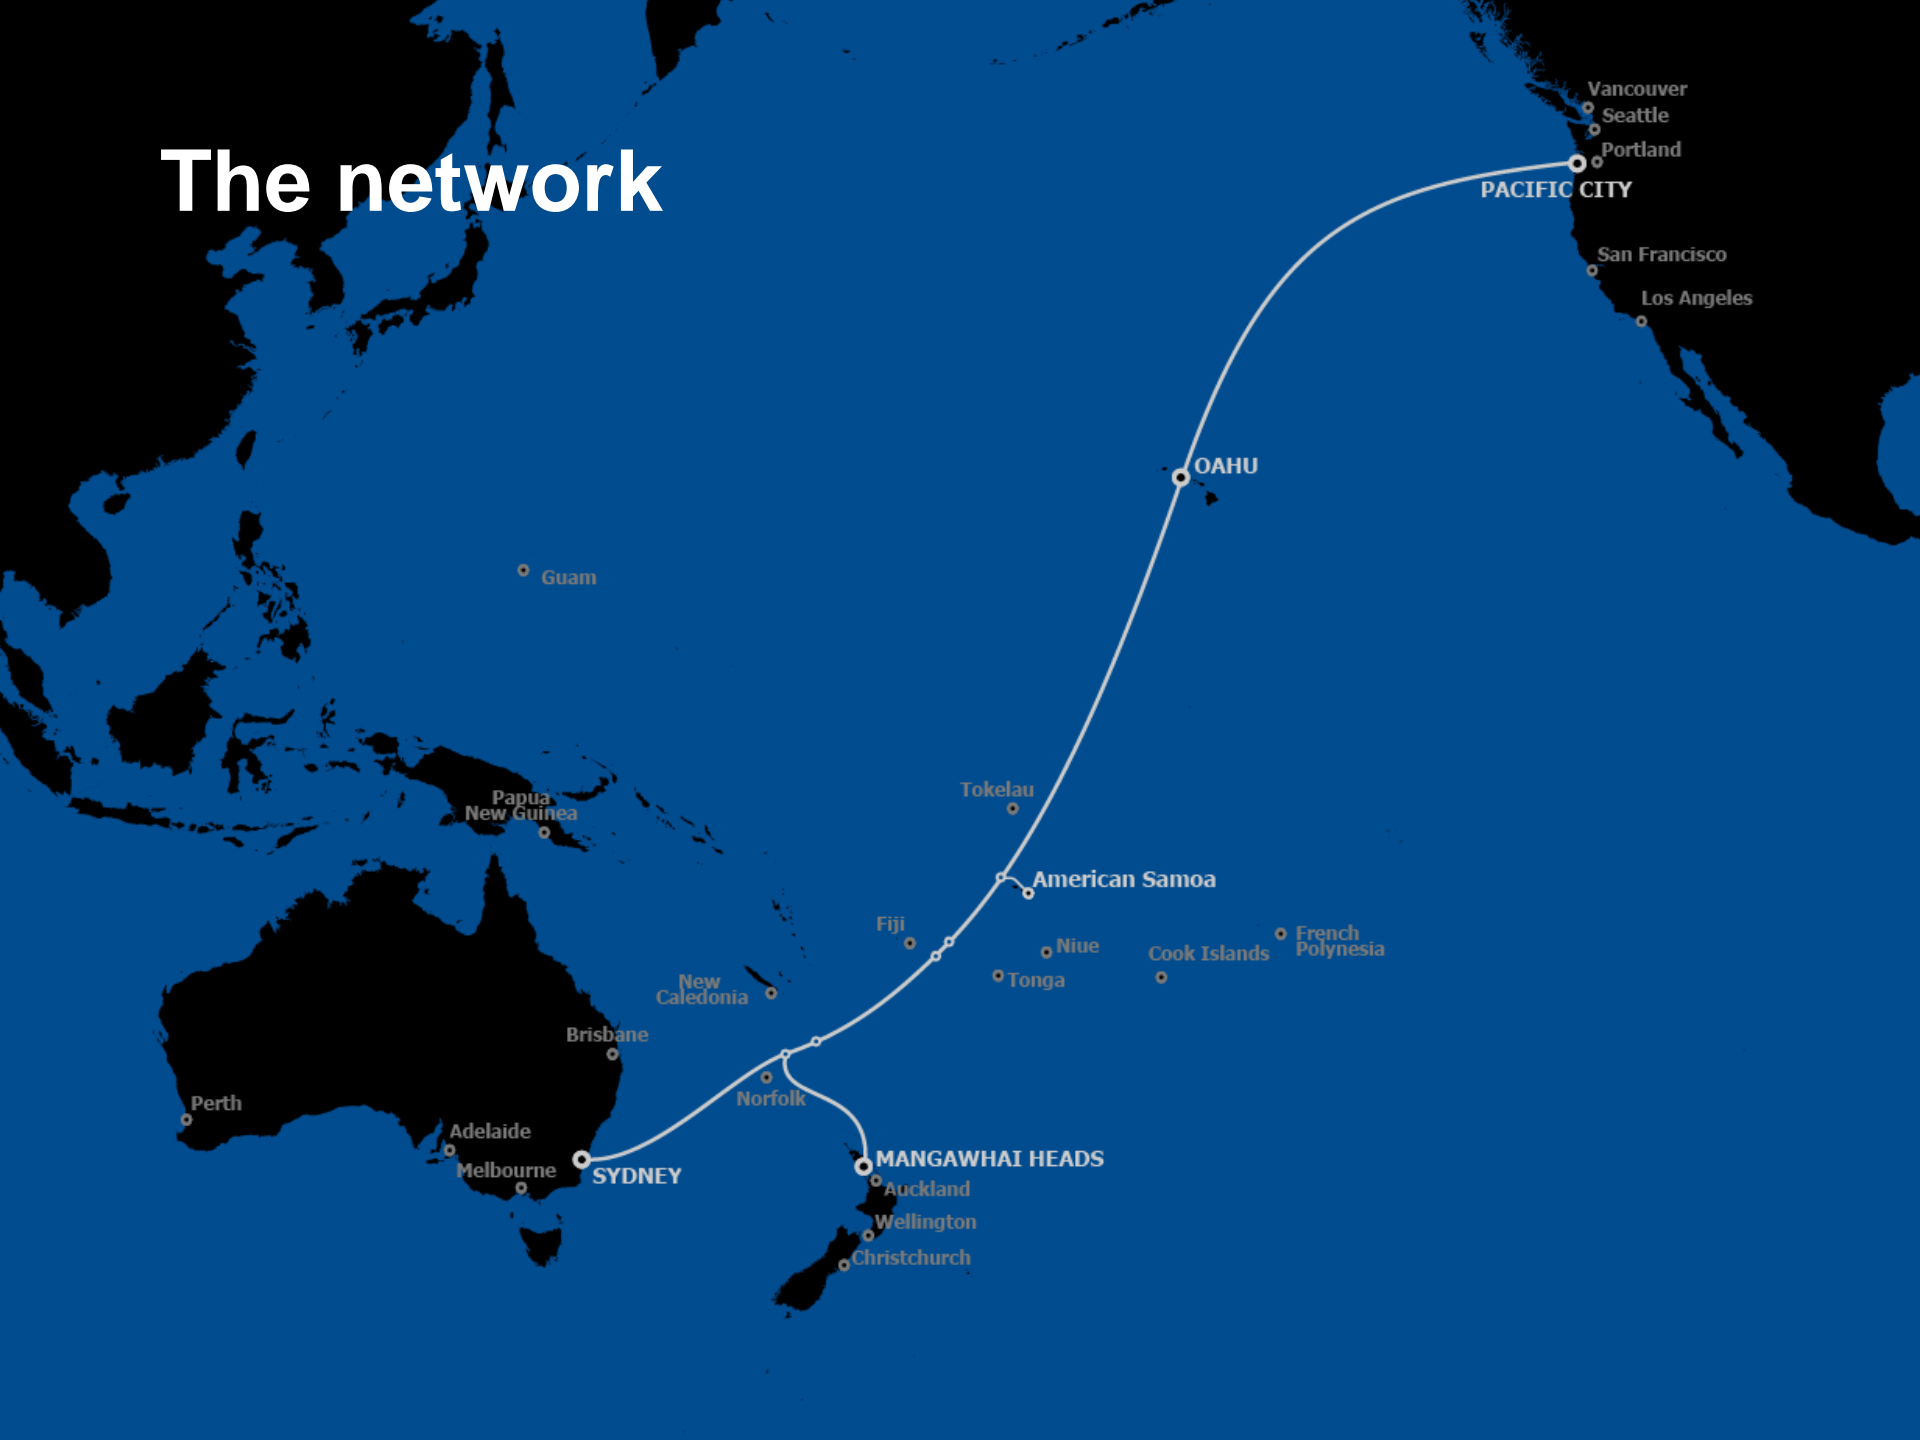 The network
Vancouver
Seattle
Portland
PACIFIC CITY
San Francisco
Los Angeles
OAHU
Guam
Tokelau
Papua
New Guinea
American Samoa
Fiji
Niue
French
Polynesia
Cook Islands
Tonga
New
Caledonia
Brisbane
Norfolk
Perth
Adelaide
Melbourne
SYDNEY
MANGAWHAI HEADS
Auckland
Wellington
Christchurch